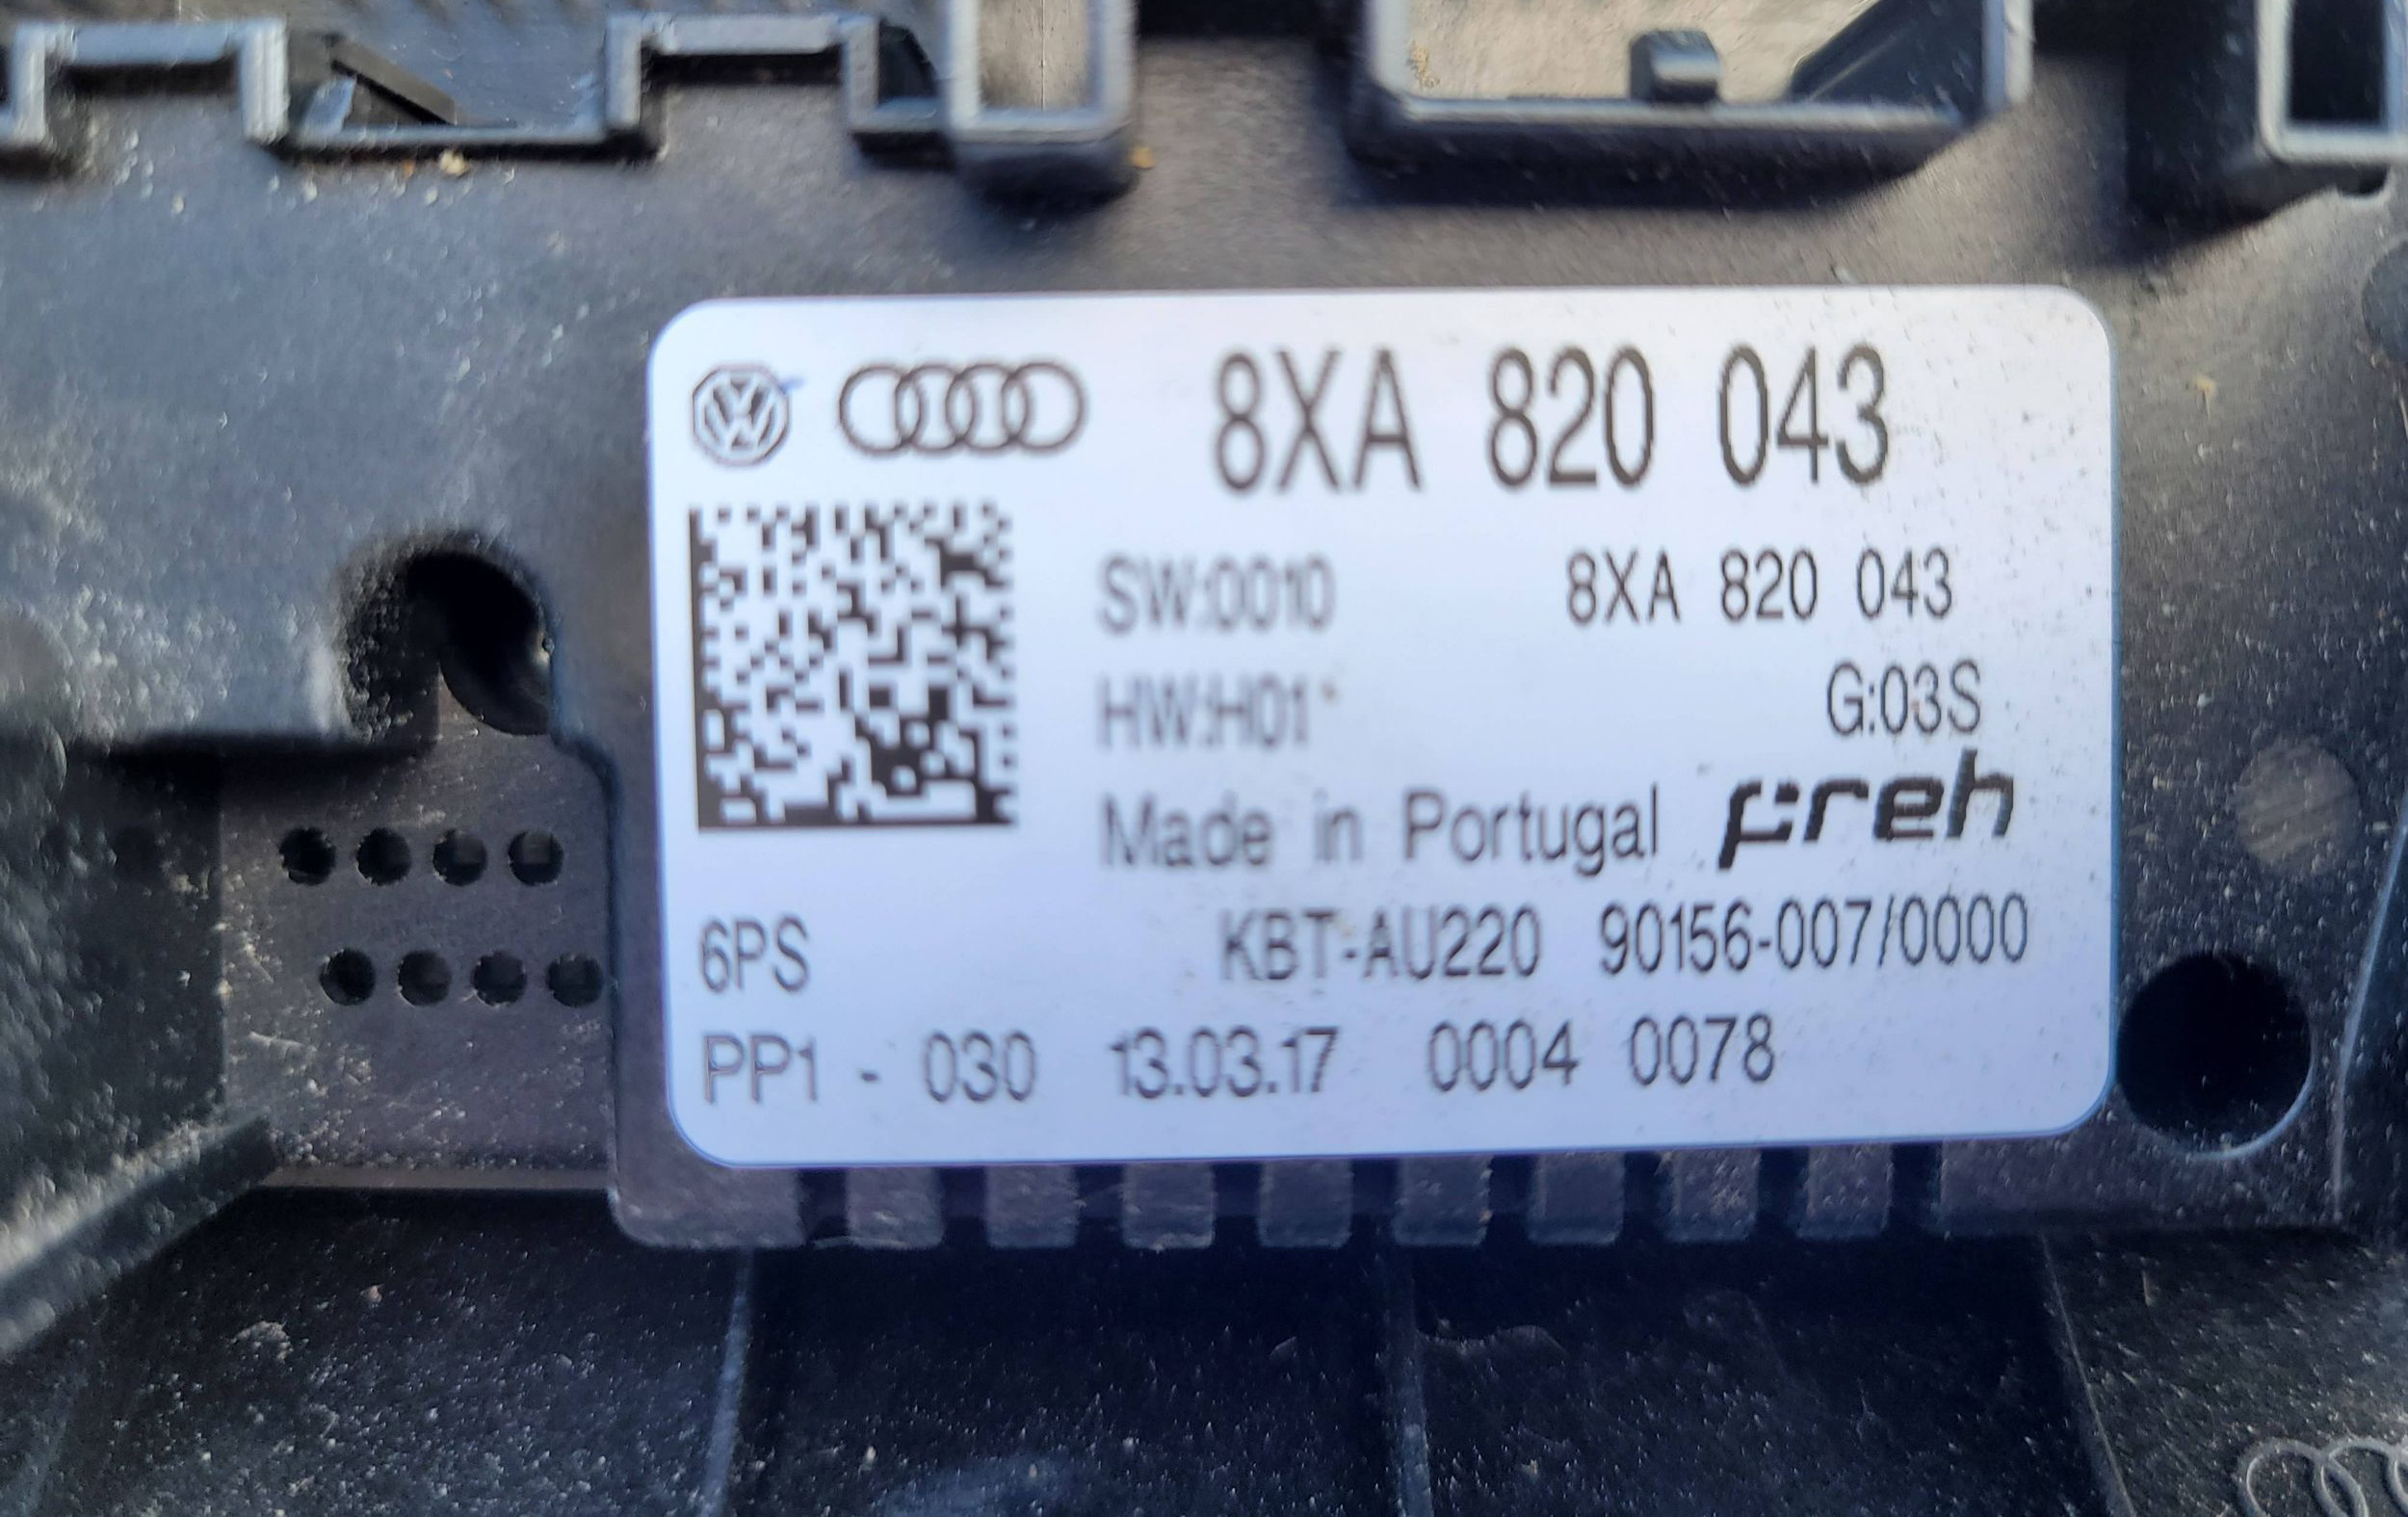 8XA 820 043
SW:0010 8XA 820 043
HW:H01 G:03S
Made in Portugal preh
6PS KBT-AU220 90156-007/0000
PP1 - 030 13.03.17 0004 0078